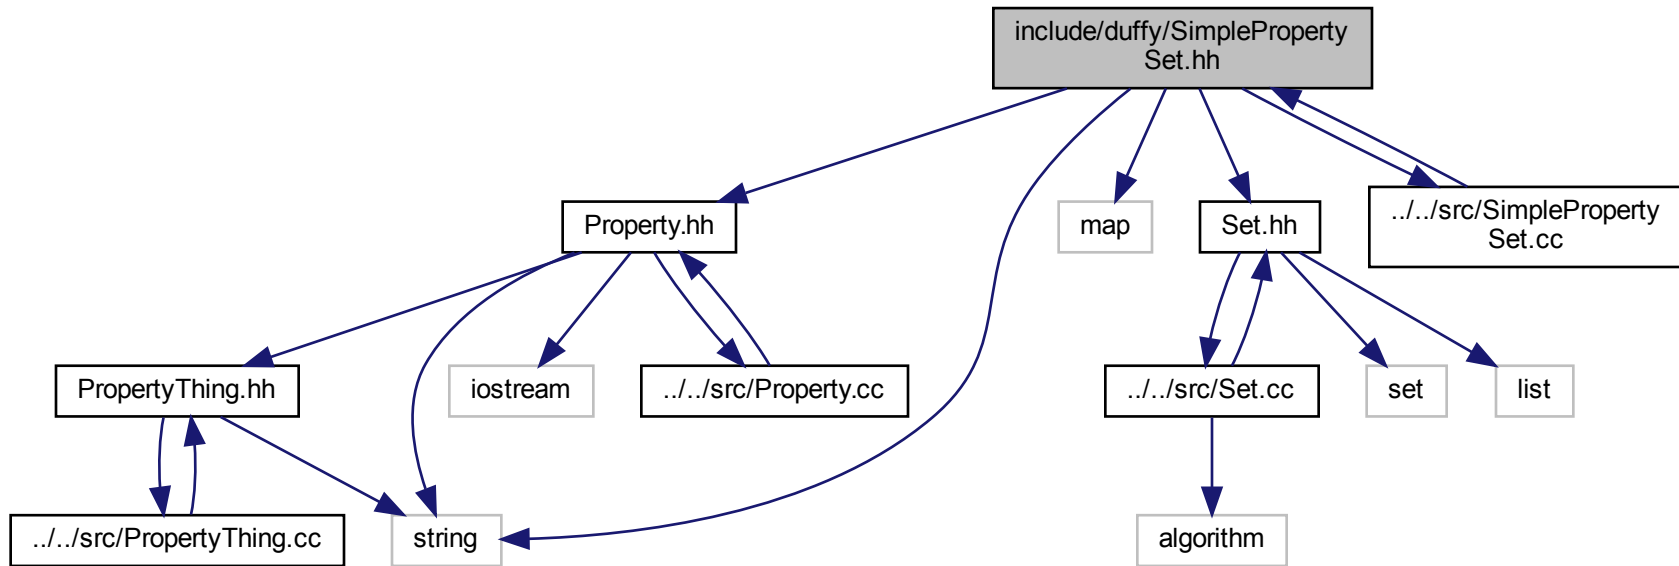 include/duffy/SimpleProperty
Set.hh
Property.hh
map
Set.hh
../../src/SimpleProperty
Set.cc
PropertyThing.hh
iostream
../../src/Property.cc
../../src/Set.cc
set
list
../../src/PropertyThing.cc
string
algorithm